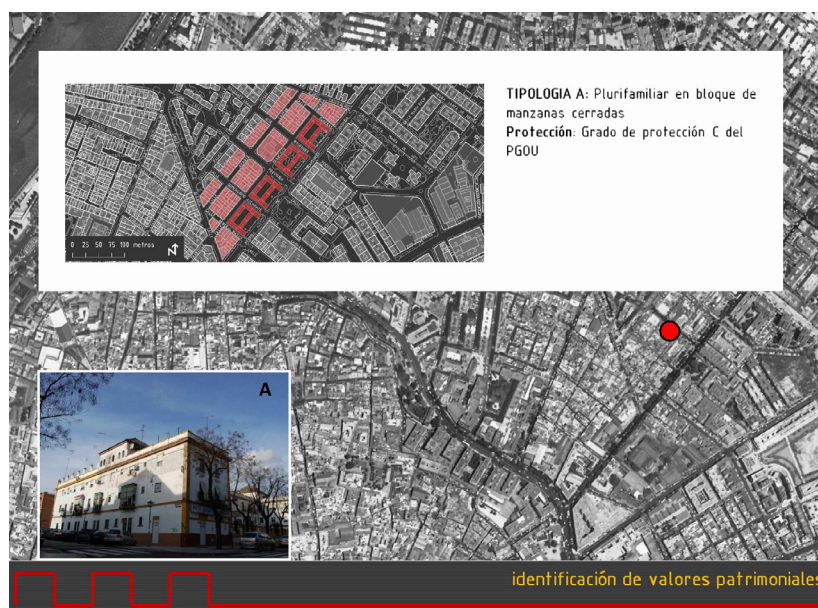 TIPOLOGIA A: Plurifamiliar en bloque de
manzanas cerradas
Protección: Grado de protección C del
PGOU
0 25 50 75 100 metros
N
A
identificación de valores patrimoniales